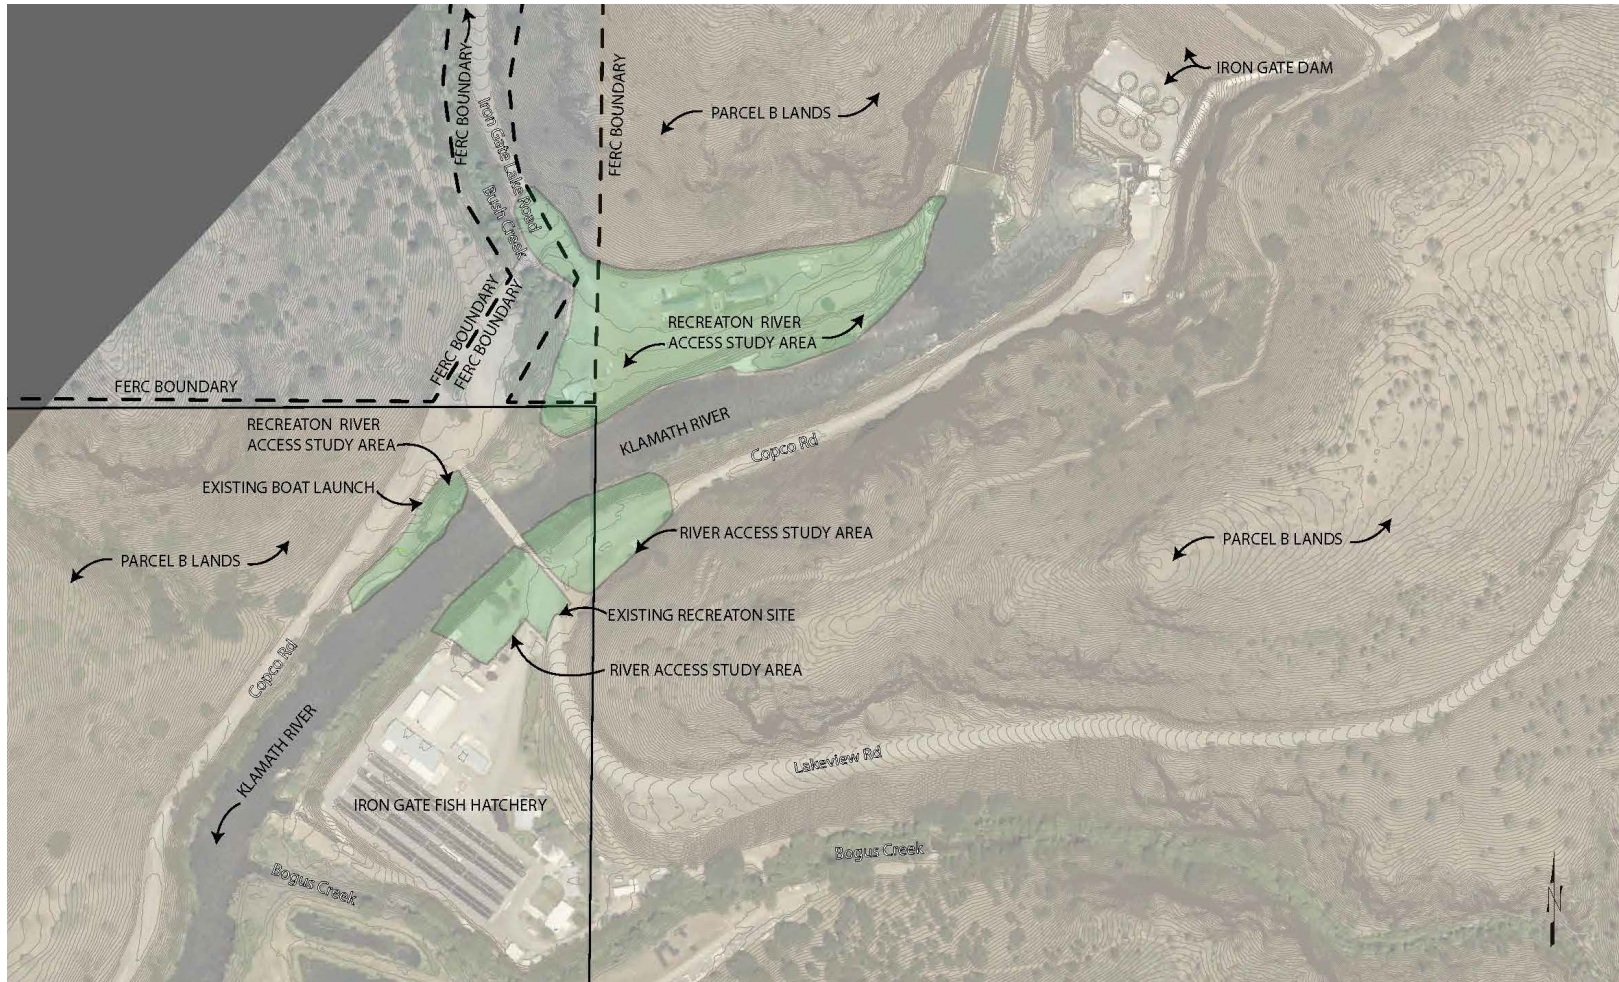 FERC BOUNDARY
Iron Gate Lake Road
Bush Creek
FERC BOUNDARY
PARCEL B LANDS
IRON GATE DAM
FERC BOUNDARY
FERC BOUNDARY
FERC BOUNDARY
RECREATON RIVER
ACCESS STUDY AREA
KLAMATH RIVER
Copco Rd
RECREATON RIVER
ACCESS STUDY AREA
EXISTING BOAT LAUNCH
PARCEL B LANDS
RIVER ACCESS STUDY AREA
PARCEL B LANDS
EXISTING RECREATON SITE
RIVER ACCESS STUDY AREA
Copco Rd
KLAMATH RIVER
Lakeview Rd
IRON GATE FISH HATCHERY
Bogus Creek
Bogus Creek
N